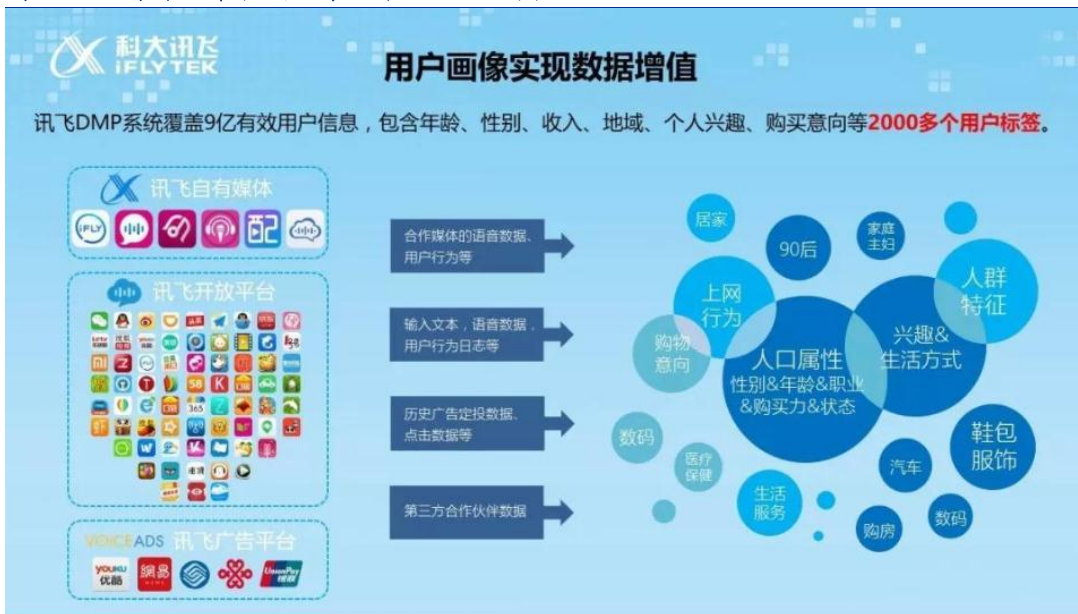 科大讯飞
iFLYTEK
用户画像实现数据增值
讯飞DMP系统覆盖9亿有效用户信息，包含年龄、性别、收入、地域、个人兴趣、购买意向等2000多个用户标签。
讯飞自有媒体
iFLY
配
讯飞开放平台
58
K
365
VOICEADS 讯飞广告平台
YOUKU
优酷
網易
NEWS
UnionPay
银联
合作媒体的语音数据、
用户行为等
输入文本，语音数据，
用户行为日志等
历史广告定投数据、
点击数据等
第三方合作伙伴数据
居家
90后
家庭
主妇
人群
特征
上网
行为
购物
意向
人口属性
性别&年龄&职业
&购买力&状态
兴趣&
生活方式
数码
医疗
保健
生活
服务
鞋包
服饰
汽车
购房
数码